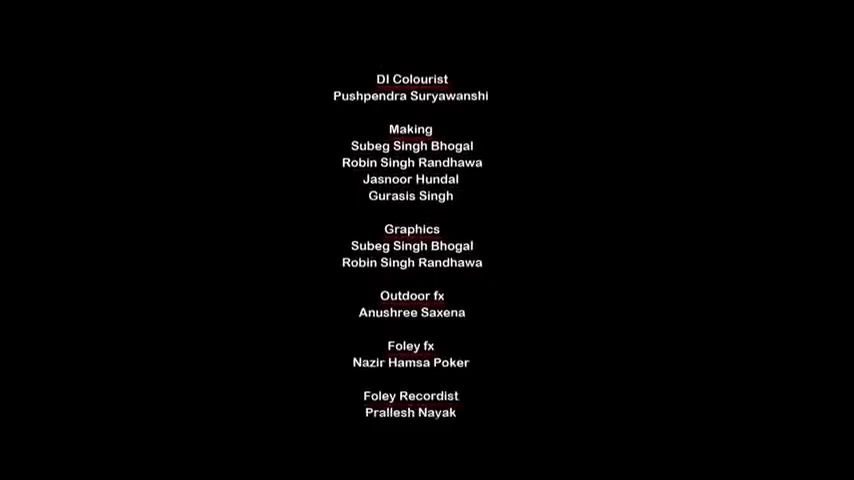 DI Colourist
Pushpendra Suryawanshi
Making
Subeg Singh Bhogal
Robin Singh Randhawa
Jasnoor Hundal
Gurasis Singh
Graphics
Subeg Singh Bhogal
Robin Singh Randhawa
Outdoor fx
Anushree Saxena
Foley fx
Nazir Hamsa Poker
Foley Recordist
Prallesh Nayak